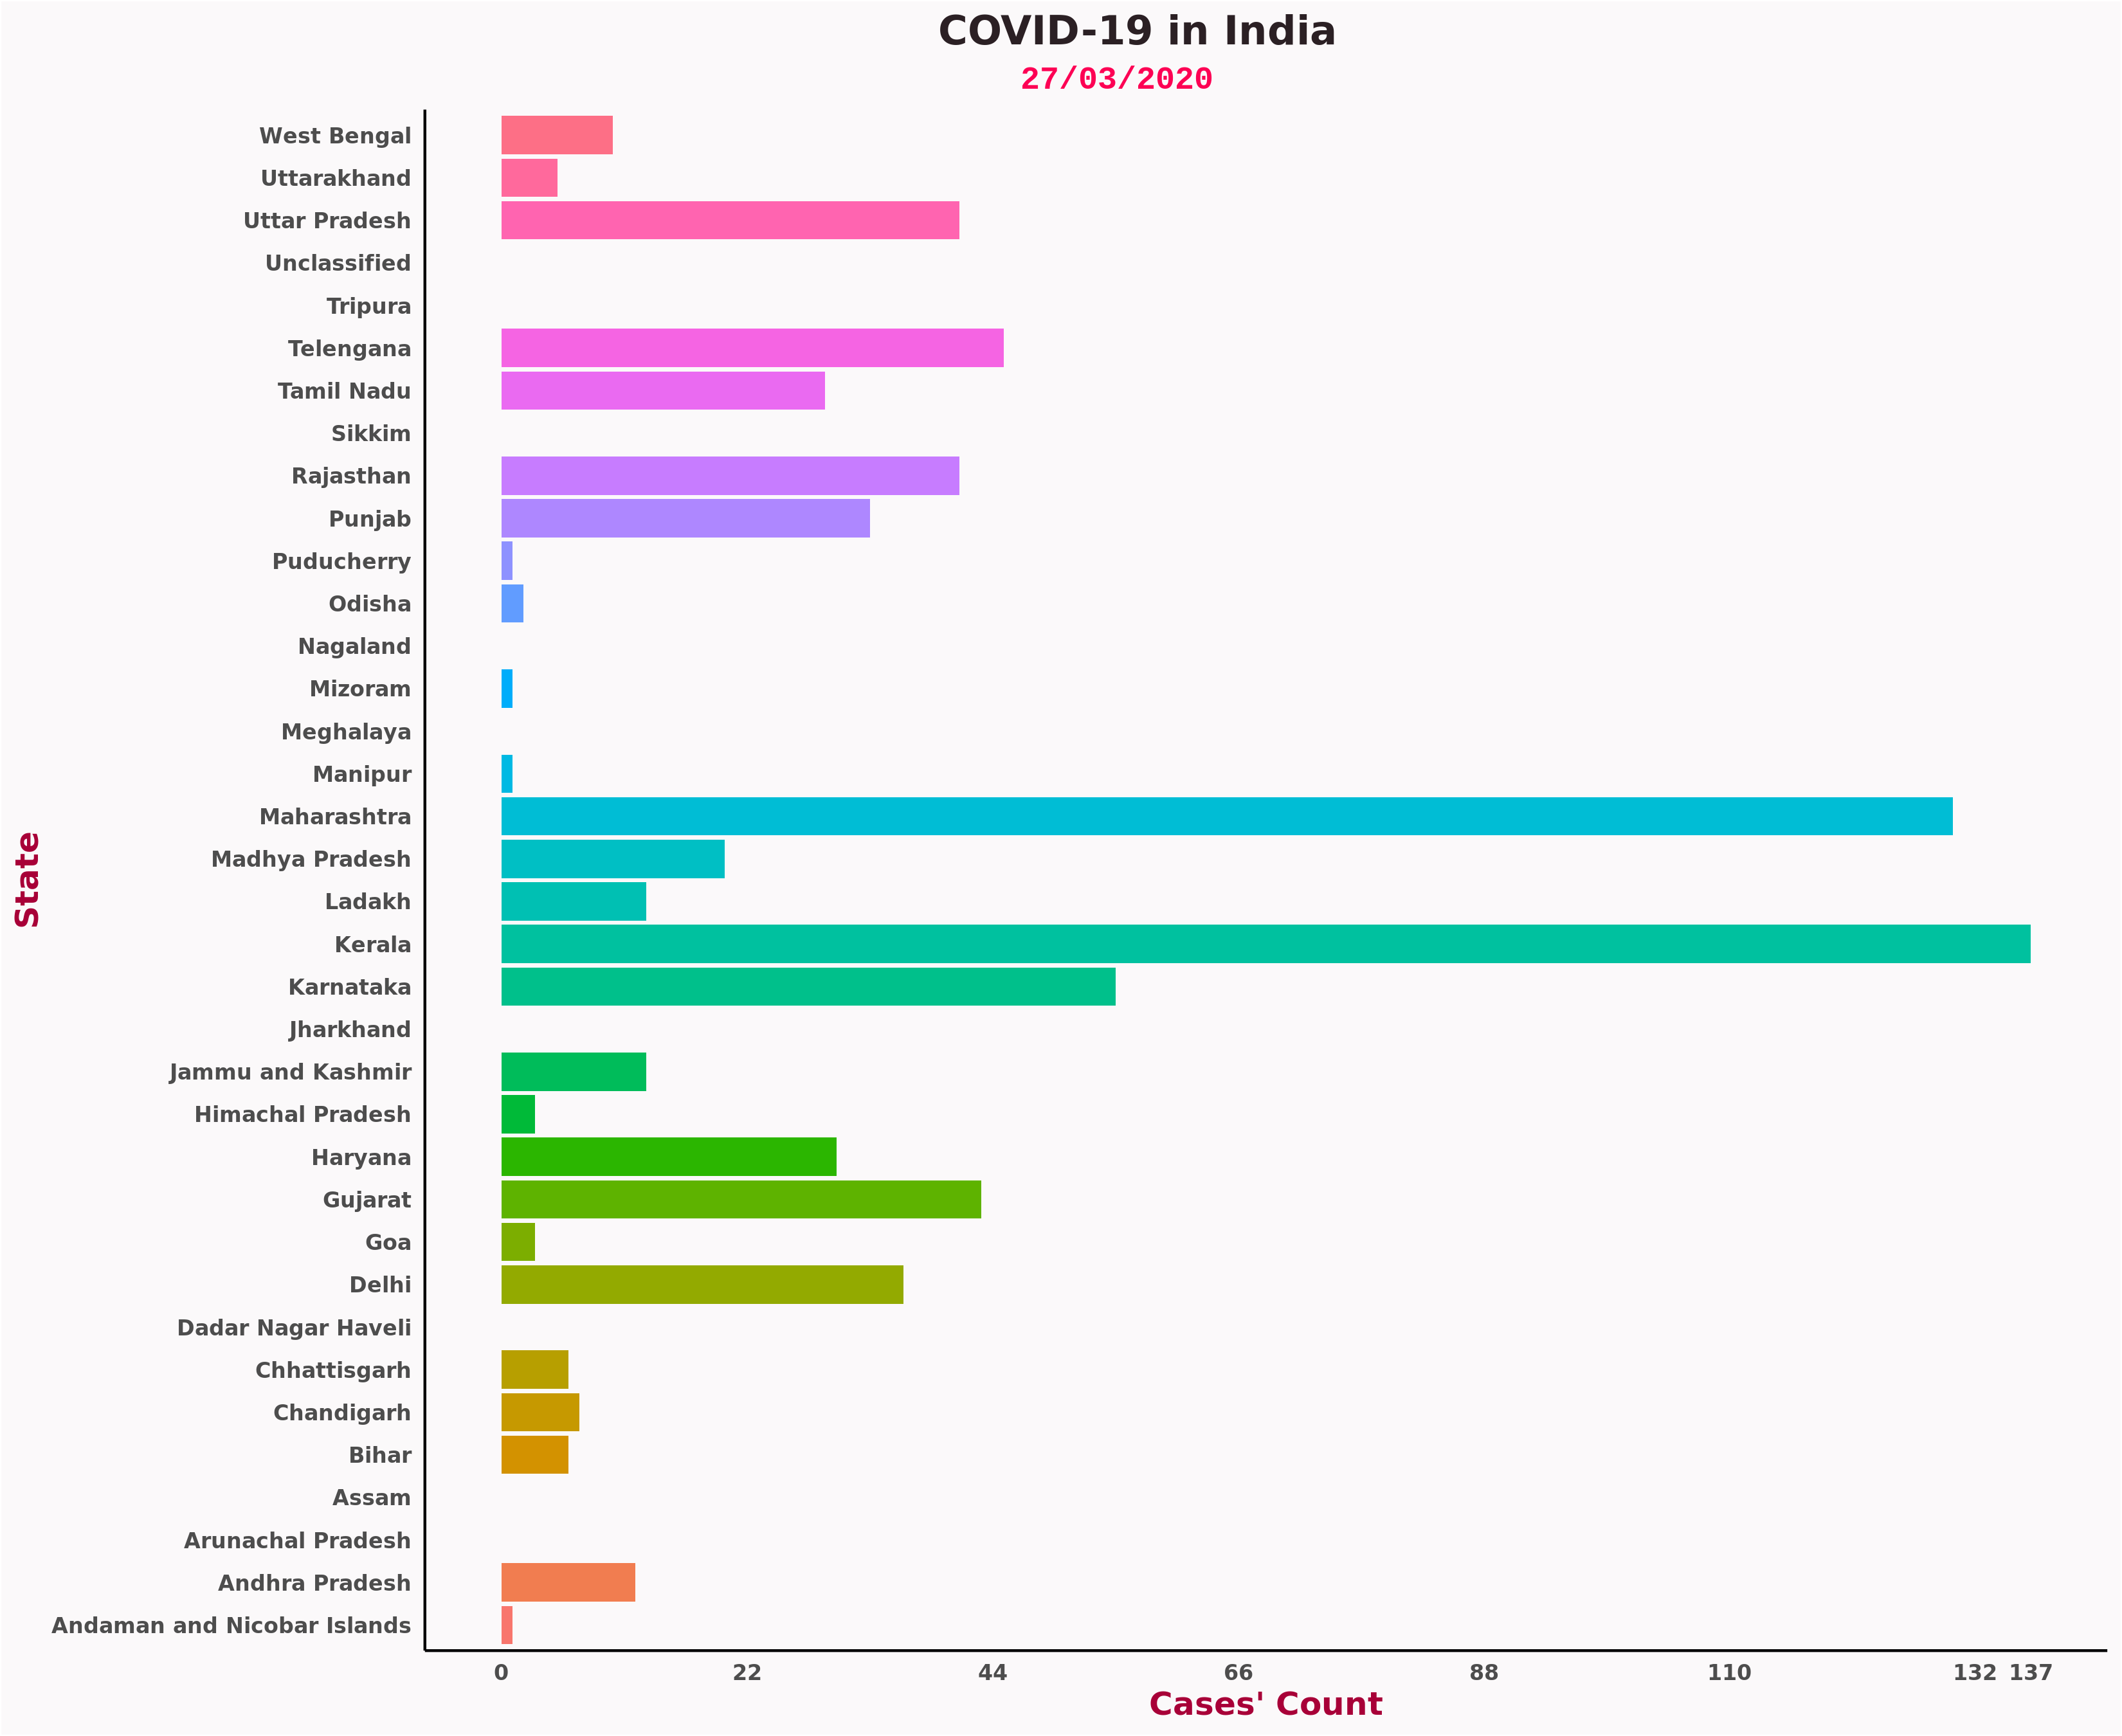 COVID-19 in India
27/03/2020
West Bengal
Uttarakhand
Uttar Pradesh
Unclassified
Tripura
Telengana
Tamil Nadu
Sikkim
Rajasthan
Punjab
Puducherry
Odisha
Nagaland
Mizoram
Meghalaya
Manipur
Maharashtra
Madhya Pradesh
Ladakh
Kerala
Karnataka
Jharkhand
Jammu and Kashmir
Himachal Pradesh
Haryana
Gujarat
Goa
Delhi
Dadar Nagar Haveli
Chhattisgarh
Chandigarh
Bihar
Assam
Arunachal Pradesh
Andhra Pradesh
Andaman and Nicobar Islands
State
0 22 44 66 88 110 132 137
Cases' Count